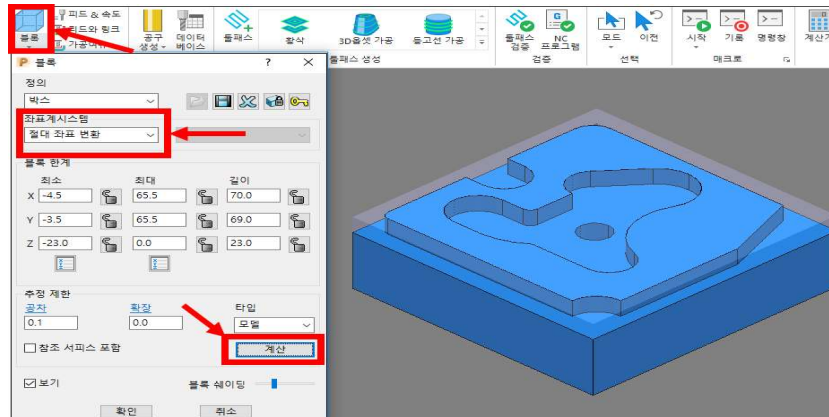 피드 & 속도
블록
피드와 링크
공구 생성
데이터 베이스
툴패스
황삭
3D옵셋 가공
등고선 가공
툴패스 검증
NC 프로그램
모드
이전
시작
기록
명령창
툴패스 생성
검증
선택
매크로
블록
?
정의
박스
좌표계시스템
절대 좌표 변환
블록 한계
최소 최대 길이
X -4.5 65.5 70.0
Y -3.5 65.5 69.0
Z -23.0 0.0 23.0
추정 제한
공차 확장 타입
0.1 0.0 모델
참조 서피스 포함
계산
보기
블록 쉐이딩
확인 취소